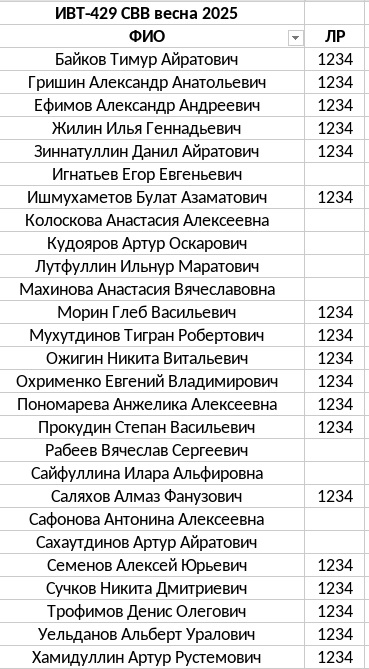 ИВТ-429 СВВ весна 2025
ФИО ЛР
Байков Тимур Айратович 1234
Гришин Александр Анатольевич 1234
Ефимов Александр Андреевич 1234
Жилин Илья Геннадьевич 1234
Зиннатуллин Данил Айратович 1234
Игнатьев Егор Евгеньевич
Ишмухаметов Булат Азаматович 1234
Колоскова Анастасия Алексеевна
Кудояров Артур Оскарович
Лутфуллин Ильнур Маратович
Махинова Анастасия Вячеславовна
Морин Глеб Васильевич 1234
Мухутдинов Тигран Робертович 1234
Ожигин Никита Витальевич 1234
Охрименко Евгений Владимирович 1234
Пономарева Анжелика Алексеевна 1234
Прокудин Степан Васильевич 1234
Рабеев Вячеслав Сергеевич
Сайфуллина Илара Альфировна
Саляхов Алмаз Фанузович 1234
Сафонова Антонина Алексеевна
Сахаутдинов Артур Айратович
Семенов Алексей Юрьевич 1234
Сучков Никита Дмитриевич 1234
Трофимов Денис Олегович 1234
Уельданов Альберт Уралович 1234
Хамидуллин Артур Рустемович 1234